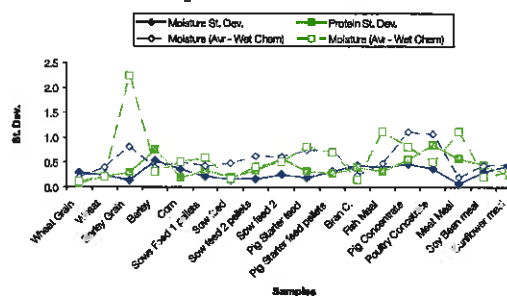 Moisture St. Dev.
Protein St. Dev.
Moisture (Avr - Wet Chem)
Moisture (Avr - Wet Chem)
2.5
2.0
1.5
1.0
0.5
0.0
St. Dev.
Wheat Grain
Wheat
Barley Grain
Barley
Corn
Sows Feed 1 pellets
Sow feed
Sow feed 2 pellets
Sow feed 2
Pig Starter feed
Pig Starter feed pellets
Bran C.
Fish Meal
Pig Concentrate
Poultry Conctrate
Meat Meal
Soy Bean meal
Sunflower meal
Samples